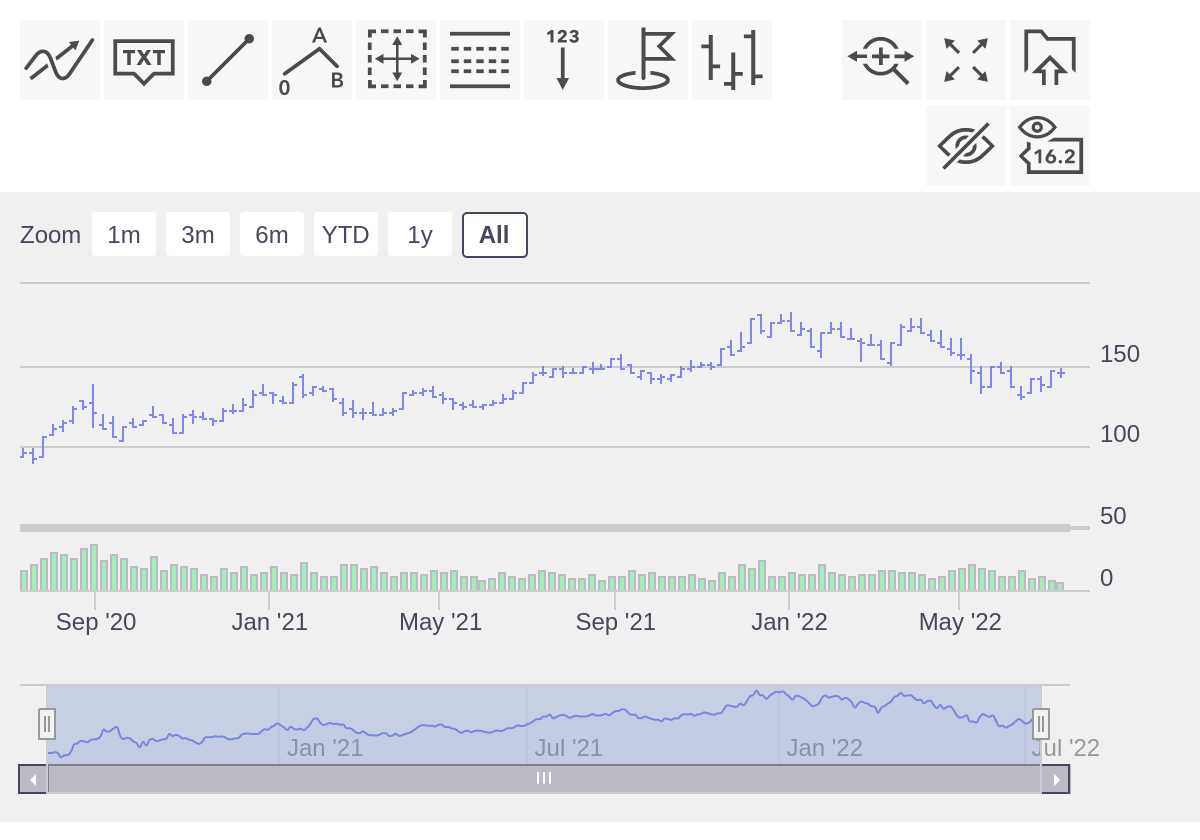 TXT
A
0
B
123
16.2
Zoom 1m 3m 6m YTD 1y All
150
100
50
0
Sep '20 Jan '21 May '21 Sep '21 Jan '22 May '22
Jan '21 Jul '21 Jan '22 Jul '22